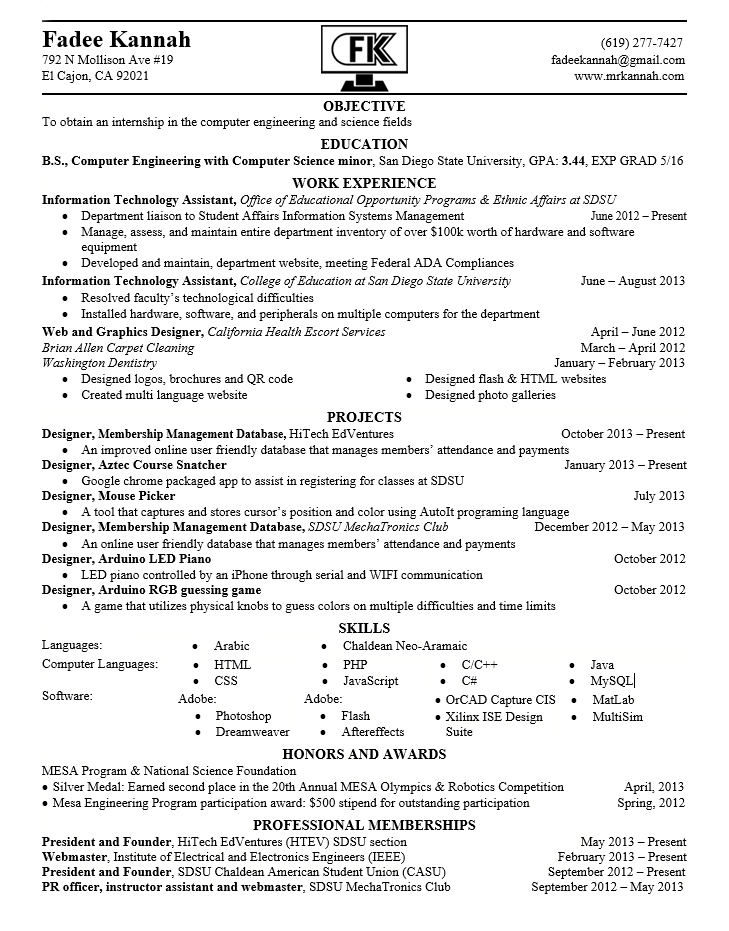 Fadee Kannah
792 N Mollison Ave #19
El Cajon, CA 92021
FK
(619) 277-7427
fadeekannah@gmail.com
www.mrkannah.com
OBJECTIVE
To obtain an internship in the computer engineering and science fields
EDUCATION
B.S., Computer Engineering with Computer Science minor, San Diego State University, GPA: 3.44, EXP GRAD 5/16
WORK EXPERIENCE
Information Technology Assistant, Office of Educational Opportunity Programs & Ethnic Affairs at SDSU
• Department liaison to Student Affairs Information Systems Management June 2012 – Present
• Manage, assess, and maintain entire department inventory of over $100k worth of hardware and software
equipment
• Developed and maintain, department website, meeting Federal ADA Compliances
Information Technology Assistant, College of Education at San Diego State University June – August 2013
• Resolved faculty's technological difficulties
• Installed hardware, software, and peripherals on multiple computers for the department
Web and Graphics Designer, California Health Escort Services April – June 2012
Brian Allen Carpet Cleaning March – April 2012
Washington Dentistry January – February 2013
• Designed logos, brochures and QR code • Designed flash & HTML websites
• Created multi language website • Designed photo galleries
PROJECTS
Designer, Membership Management Database, HiTech EdVentures October 2013 – Present
• An improved online user friendly database that manages members' attendance and payments
Designer, Aztec Course Snatcher January 2013 – Present
• Google chrome packaged app to assist in registering for classes at SDSU
Designer, Mouse Picker July 2013
• A tool that captures and stores cursor's position and color using AutoIt programing language
Designer, Membership Management Database, SDSU MechaTronics Club December 2012 – May 2013
• An online user friendly database that manages members' attendance and payments
Designer, Arduino LED Piano October 2012
• LED piano controlled by an iPhone through serial and WIFI communication
Designer, Arduino RGB guessing game October 2012
• A game that utilizes physical knobs to guess colors on multiple difficulties and time limits
SKILLS
Languages: • Arabic • Chaldean Neo-Aramaic
Computer Languages: • HTML • PHP • C/C++ • Java
• CSS • JavaScript • C# • MySQL
Software: Adobe: Adobe: • OrCAD Capture CIS • MatLab
• Photoshop • Flash • Xilinx ISE Design • MultiSim
• Dreamweaver • Aftereffects Suite
HONORS AND AWARDS
MESA Program & National Science Foundation
• Silver Medal: Earned second place in the 20th Annual MESA Olympics & Robotics Competition April, 2013
• Mesa Engineering Program participation award: $500 stipend for outstanding participation Spring, 2012
PROFESSIONAL MEMBERSHIPS
President and Founder, HiTech EdVentures (HTEV) SDSU section May 2013 – Present
Webmaster, Institute of Electrical and Electronics Engineers (IEEE) February 2013 – Present
President and Founder, SDSU Chaldean American Student Union (CASU) September 2012 – Present
PR officer, instructor assistant and webmaster, SDSU MechaTronics Club September 2012 – May 2013